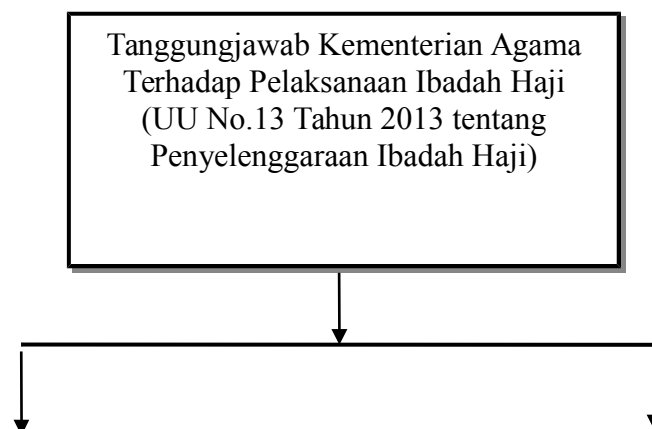 Tanggungjawab Kementerian Agama
Terhadap Pelaksanaan Ibadah Haji
(UU No.13 Tahun 2013 tentang
Penyelenggaraan Ibadah Haji)